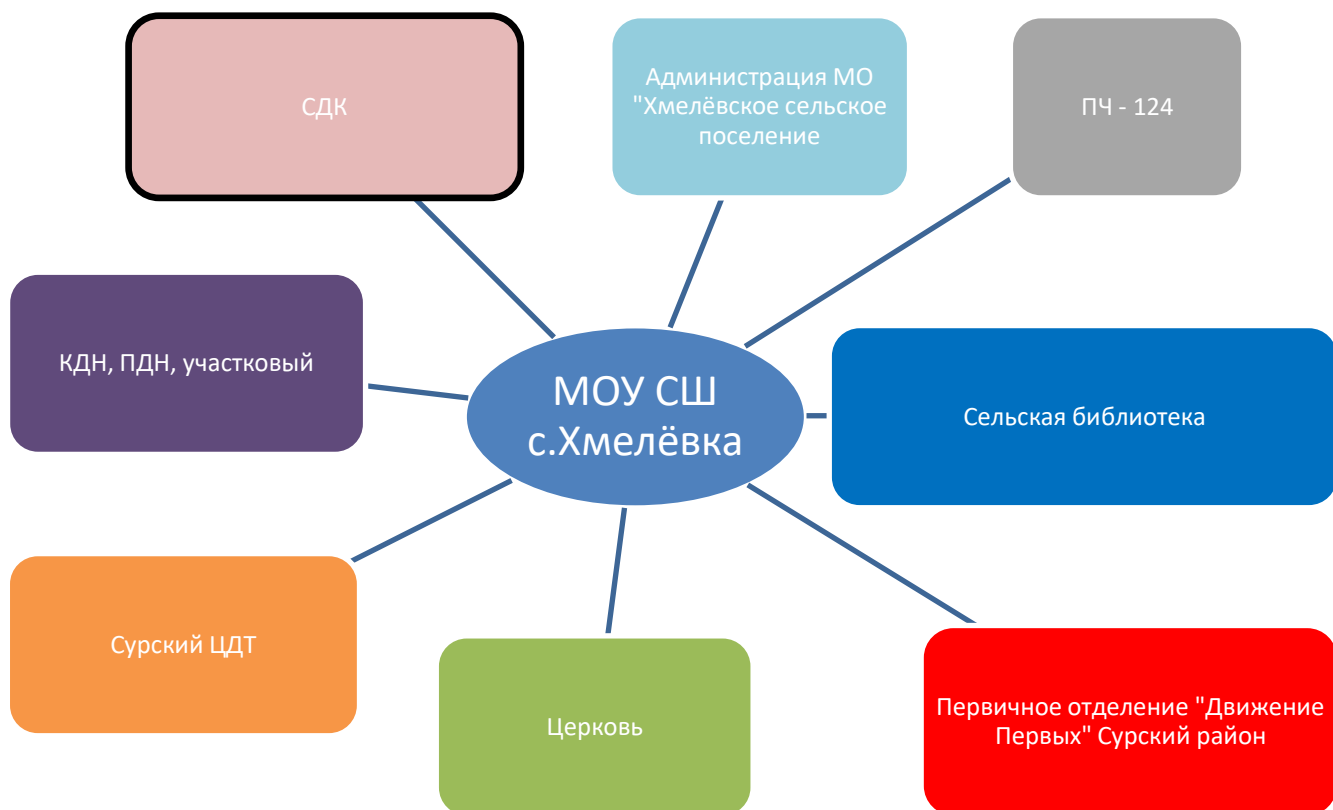 СДК
Администрация МО
"Хмелёвское сельское
поселение
ПЧ - 124
КДН, ПДН, участковый
МОУ СШ
с.Хмелёвка
Сельская библиотека
Сурский ЦДТ
Церковь
Первичное отделение "Движение
Первых" Сурский район